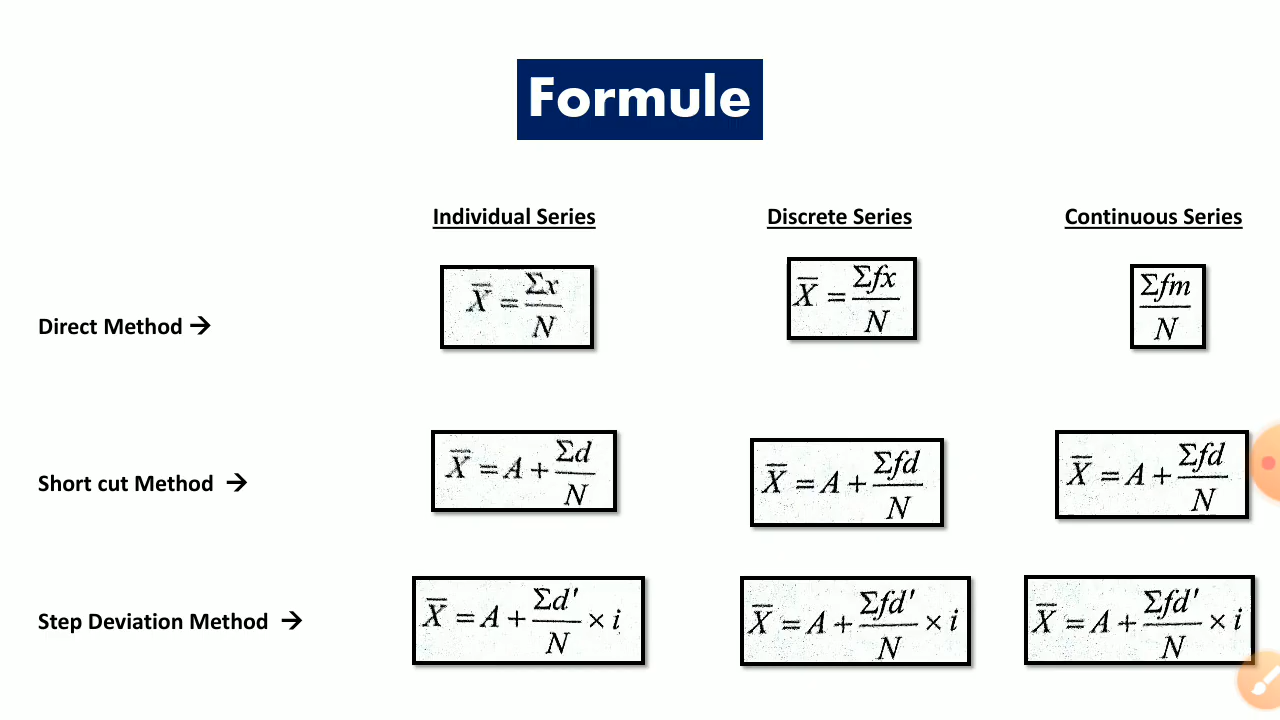 Formule
Individual Series Discrete Series Continuous Series
Direct Method → X̅ = Σx/N X̅ = Σfx/N Σfm/N
Short cut Method → X̅ = A + Σd/N X̅ = A + Σfd/N X̅ = A + Σfd/N
Step Deviation Method → X̅ = A + Σd'/N × i X̅ = A + Σfd'/N × i X̅ = A + Σfd'/N × i